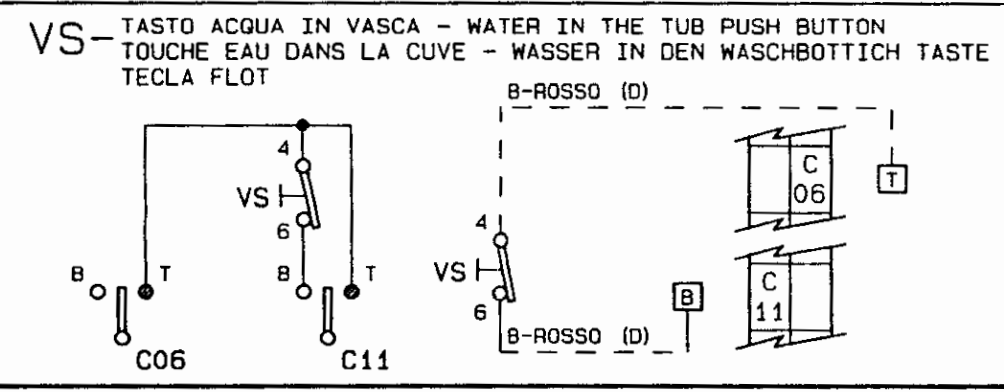 VS- TASTO ACQUA IN VASCA - WATER IN THE TUB PUSH BUTTON
TOUCHE EAU DANS LA CUVE - WASSER IN DEN WASCHBOTTICH TASTE
TECLA FLOT
B-ROSSO (D)
4
VS
6
B T
B T
C06
C11
4
VS
6
B-ROSSO (D)
B
C
06
C
11
T